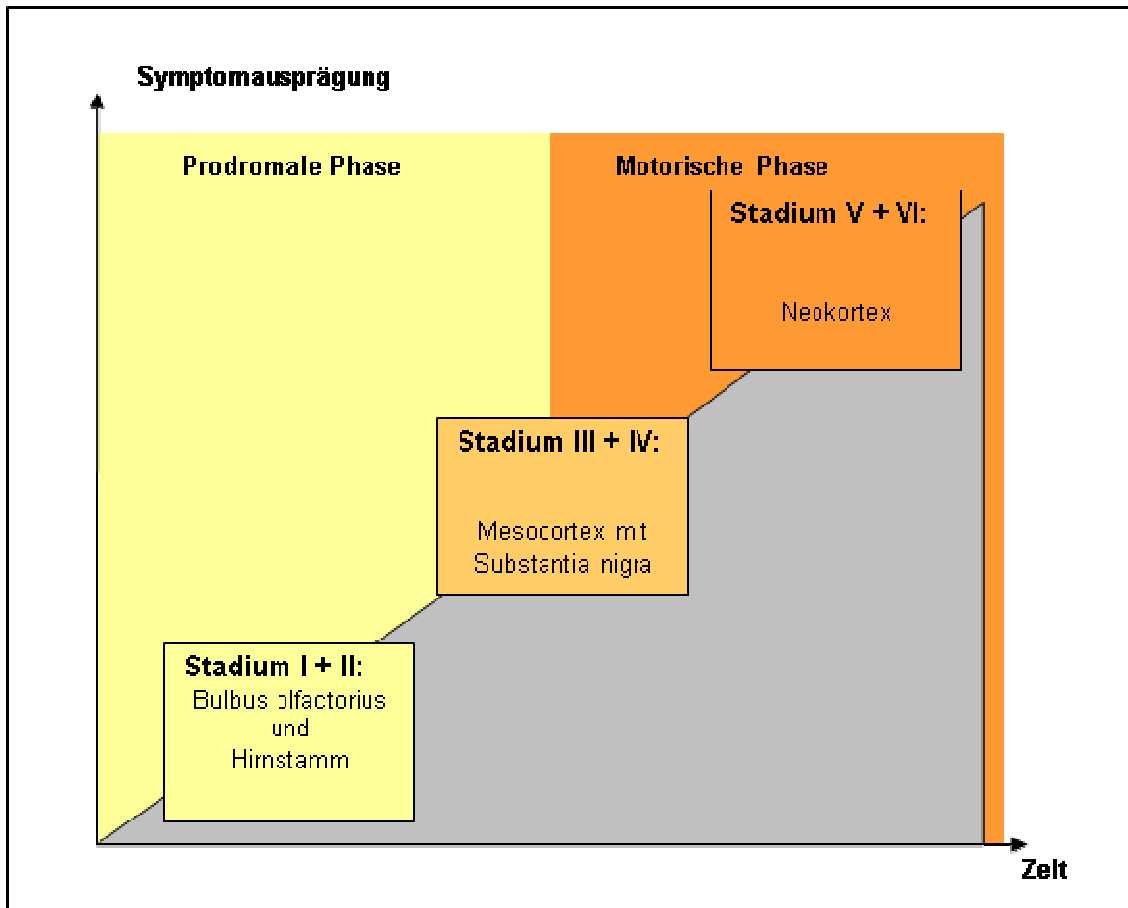 Symptomausprägung
Prodromale Phase
Motorische Phase
Stadium V + VI:
Neokortex
Stadium III + IV:
Mesocortex mit
Substantia nigra
Stadium I + II:
Bulbus olfactorius
und
Hirnstamm
Zeit